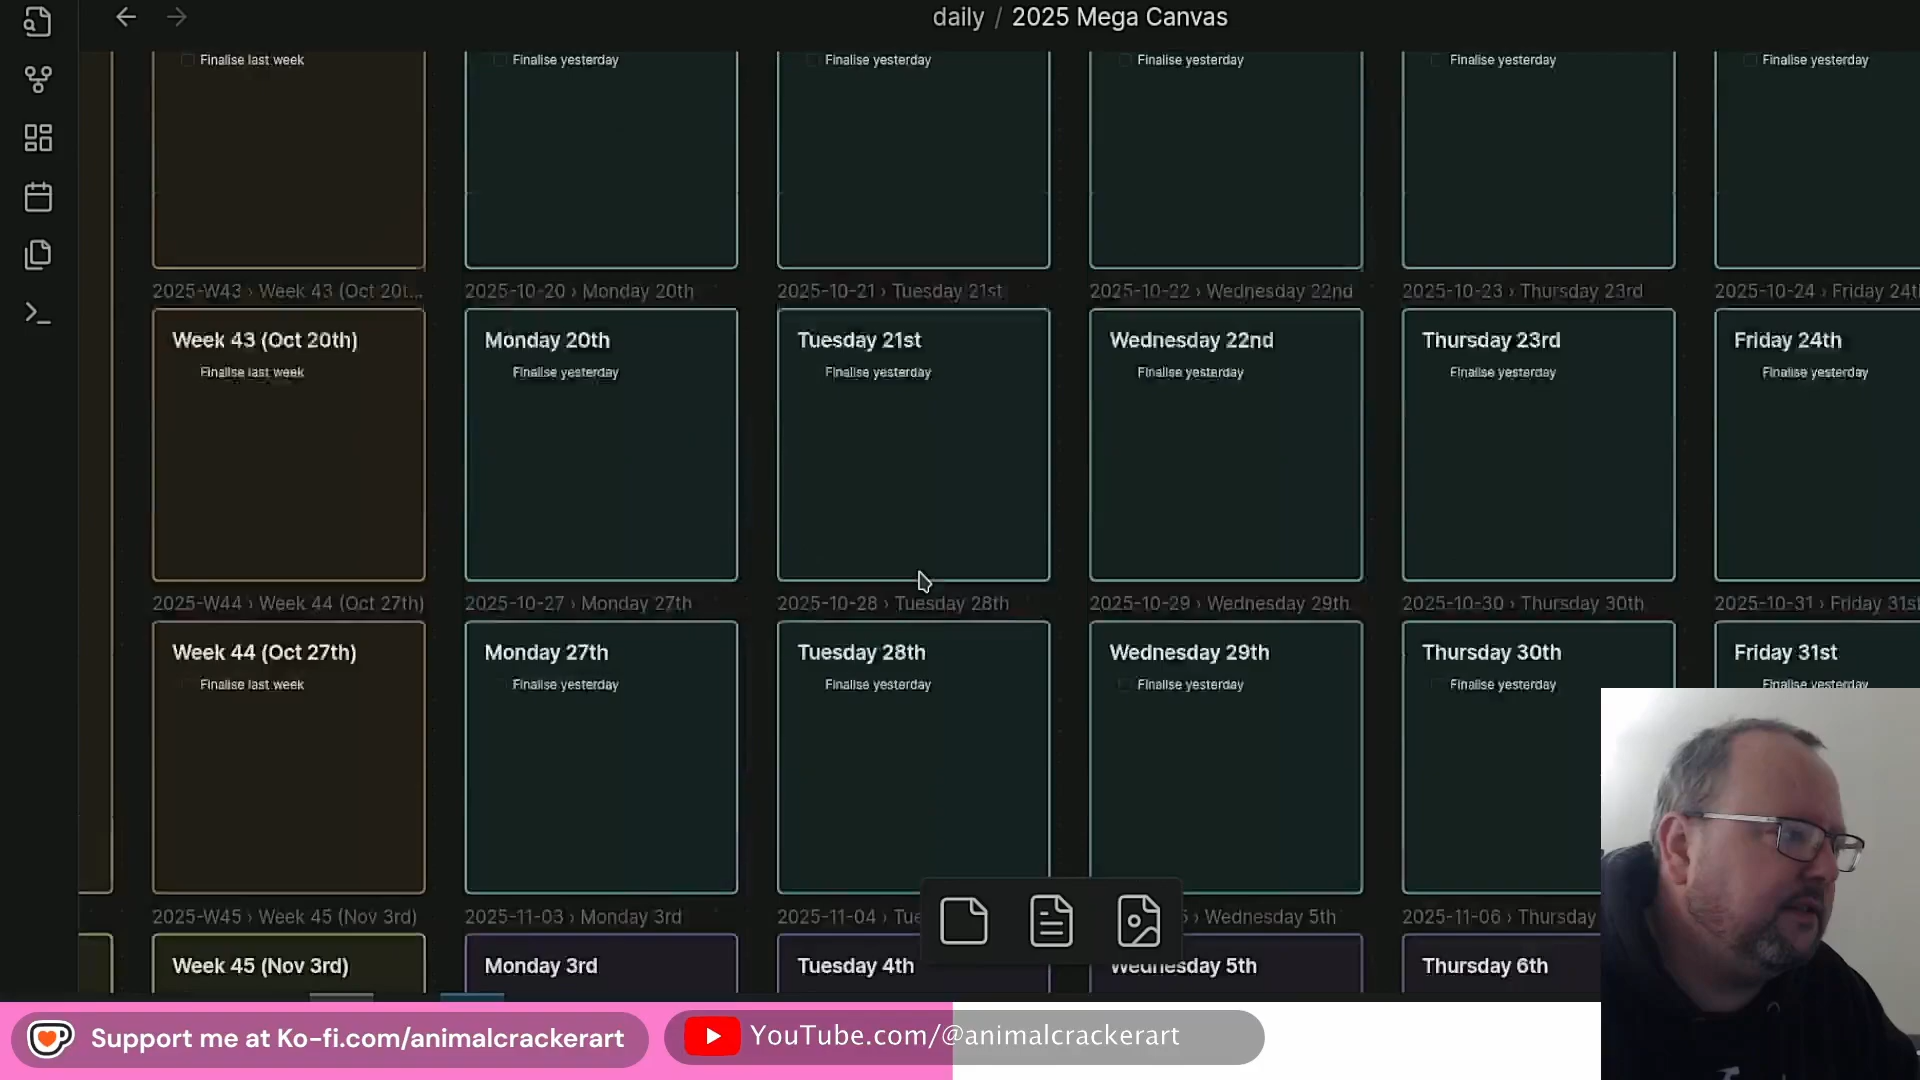 daily / 2025 Mega Canvas
Finalise last week
Finalise yesterday
Finalise yesterday
Finalise yesterday
Finalise yesterday
Finalise yesterday
2025-W43 › Week 43 (Oct 20t...
2025-10-20 › Monday 20th
2025-10-21 › Tuesday 21st
2025-10-22 › Wednesday 22nd
2025-10-23 › Thursday 23rd
2025-10-24 › Friday 24th
Week 43 (Oct 20th)
Monday 20th
Tuesday 21st
Wednesday 22nd
Thursday 23rd
Friday 24th
Finalise last week
Finalise yesterday
Finalise yesterday
Finalise yesterday
Finalise yesterday
Finalise yesterday
2025-W44 › Week 44 (Oct 27th)
2025-10-27 › Monday 27th
2025-10-28 › Tuesday 28th
2025-10-29 › Wednesday 29th
2025-10-30 › Thursday 30th
2025-10-31 › Friday 31st
Week 44 (Oct 27th)
Monday 27th
Tuesday 28th
Wednesday 29th
Thursday 30th
Friday 31st
Finalise last week
Finalise yesterday
Finalise yesterday
Finalise yesterday
Finalise yesterday
Finalise yesterday
2025-W45 › Week 45 (Nov 3rd)
2025-11-03 › Monday 3rd
2025-11-04 › Tue
› Wednesday 5th
2025-11-06 › Thursday
Week 45 (Nov 3rd)
Monday 3rd
Tuesday 4th
Wednesday 5th
Thursday 6th
Support me at Ko-fi.com/animalcrackerart
YouTube.com/@animalcrackerart